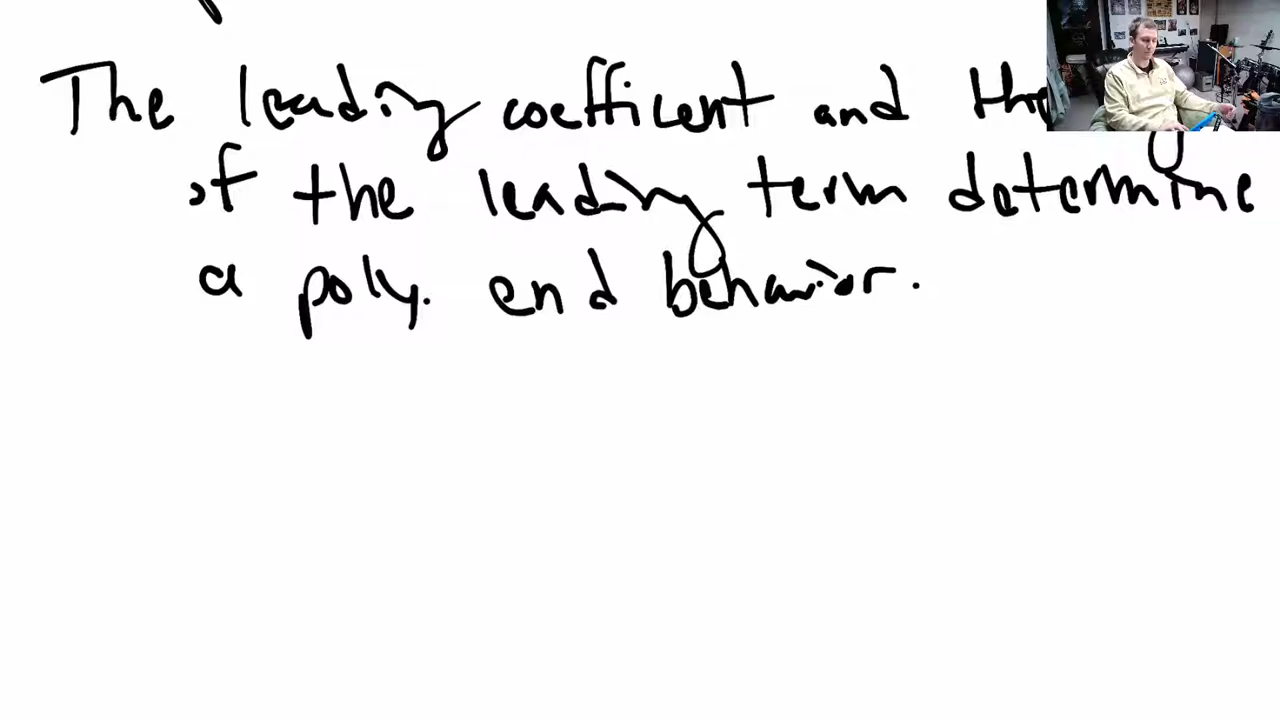 The leading coefficent and the
of the leading term determine
a poly. end behavior.